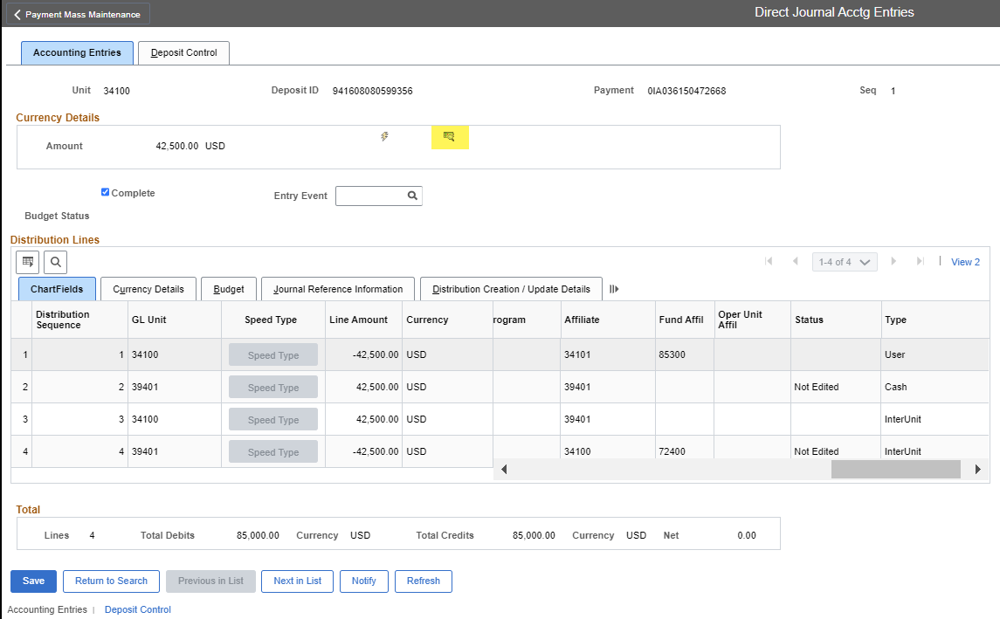 Payment Mass Maintenance
Direct Journal Acctg Entries
Accounting Entries
Deposit Control
Unit 34100 Deposit ID 941608080599356 Payment 0IA036150472668 Seq 1
Currency Details
Amount 42,500.00 USD
Complete Entry Event
Budget Status
Distribution Lines
1-4 of 4 | View 2
ChartFields Currency Details Budget Journal Reference Information Distribution Creation / Update Details
Distribution Sequence GL Unit Speed Type Line Amount Currency rogram Affiliate Fund Affil Oper Unit Affil Status Type
1 1 34100 Speed Type -42,500.00 USD 34101 85300 User
2 2 39401 Speed Type 42,500.00 USD 39401 Not Edited Cash
3 3 34100 Speed Type 42,500.00 USD 39401 InterUnit
4 4 39401 Speed Type -42,500.00 USD 34100 72400 Not Edited InterUnit
Total
Lines 4 Total Debits 85,000.00 Currency USD Total Credits 85,000.00 Currency USD Net 0.00
Save Return to Search Previous in List Next in List Notify Refresh
Accounting Entries | Deposit Control